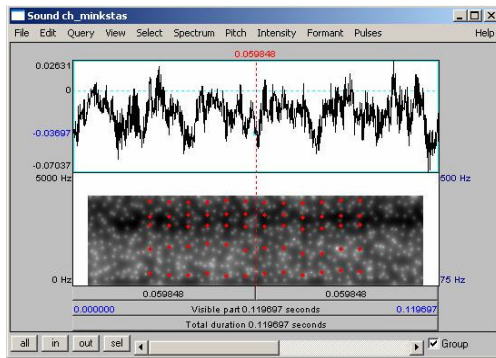 Sound ch_minkstas
File Edit Query View Select Spectrum Pitch Intensity Formant Pulses Help
0.059848
0.02631
0
-0.03697
-0.07037
5000 Hz 500 Hz
0 Hz 75 Hz
0.059848 0.059848
0.000000 Visible part 0.119697 seconds 0.119697
Total duration 0.119697 seconds
all in out sel Group